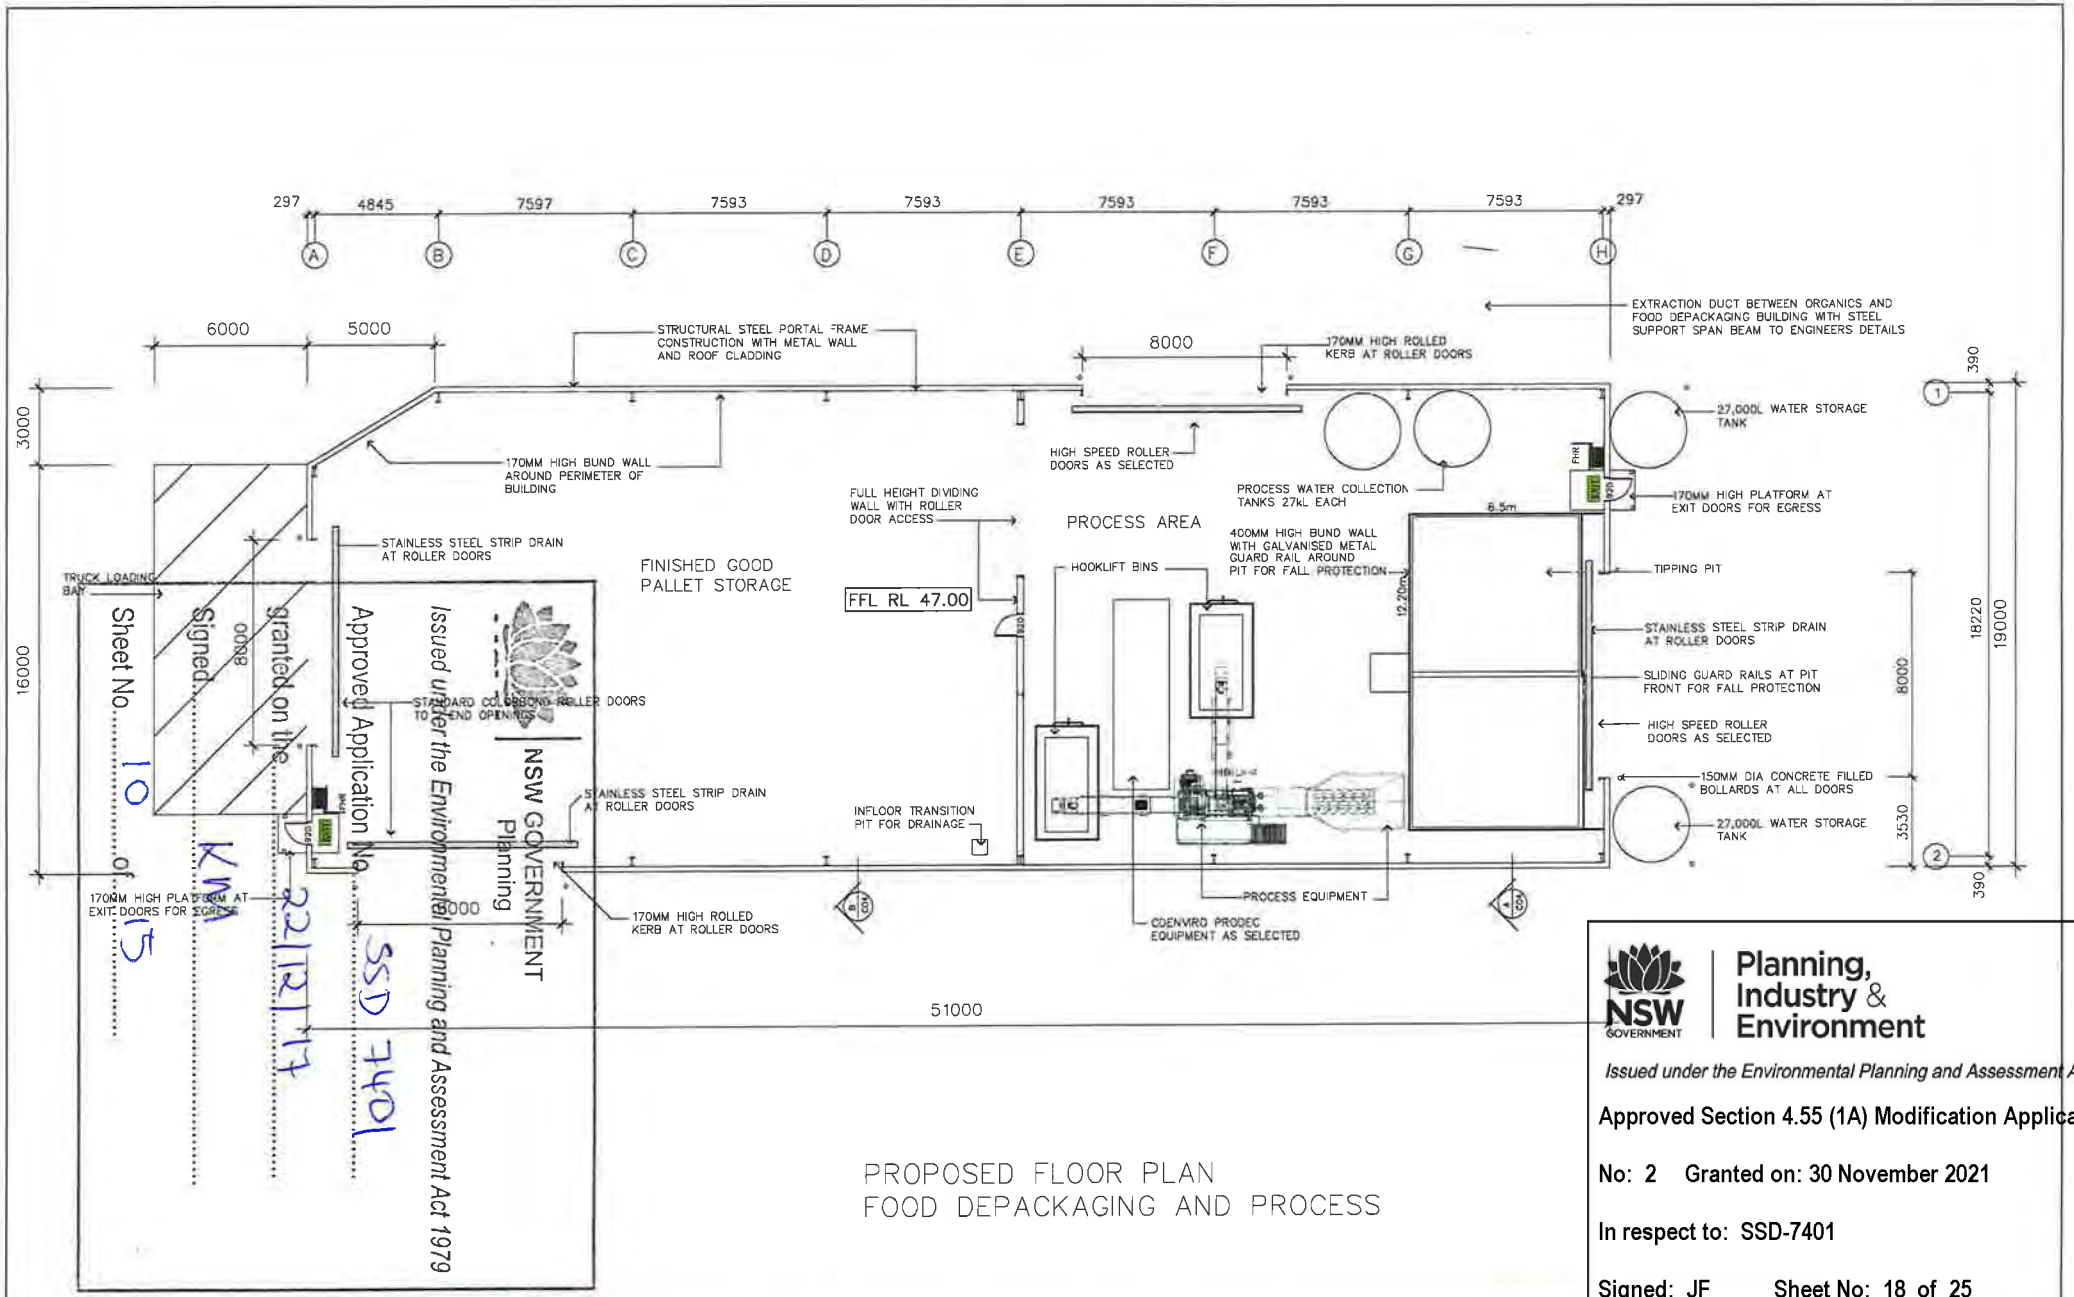 297 4845 7597 7593 7593 7593 7593 7593 297
A B C D E F G H
6000 5000 8000
3000
16000
STRUCTURAL STEEL PORTAL FRAME
CONSTRUCTION WITH METAL WALL
AND ROOF CLADDING
170MM HIGH ROLLED
KERB AT ROLLER DOORS
EXTRACTION DUCT BETWEEN ORGANICS AND
FOOD DEPACKAGING BUILDING WITH STEEL
SUPPORT SPAN BEAM TO ENGINEERS DETAILS
390
1
27,000L WATER STORAGE
TANK
170MM HIGH BUND WALL
AROUND PERIMETER OF
BUILDING
HIGH SPEED ROLLER
DOORS AS SELECTED
FULL HEIGHT DIVIDING
WALL WITH ROLLER
DOOR ACCESS
PROCESS WATER COLLECTION
TANKS 27kL EACH
FHR
920
170MM HIGH PLATFORM AT
EXIT DOORS FOR EGRESS
6.5m
PROCESS AREA
400MM HIGH BUND WALL
WITH GALVANISED METAL
GUARD RAIL AROUND
PIT FOR FALL PROTECTION
12.20m
STAINLESS STEEL STRIP DRAIN
AT ROLLER DOORS
FINISHED GOOD
PALLET STORAGE
HOOKLIFT BINS
TIPPING PIT
TRUCK LOADING
BAY
FFL RL 47.00
920
STAINLESS STEEL STRIP DRAIN
AT ROLLER DOORS
18220
19000
8000
SLIDING GUARD RAILS AT PIT
FRONT FOR FALL PROTECTION
8000
STANDARD COLORBOND ROLLER DOORS
HIGH SPEED ROLLER
DOORS AS SELECTED
STAINLESS STEEL STRIP DRAIN
AT ROLLER DOORS
150MM DIA CONCRETE FILLED
BOLLARDS AT ALL DOORS
INFLOOR TRANSITION
PIT FOR DRAINAGE
27,000L WATER STORAGE
TANK
3530
2
390
FHR
920
170MM HIGH PLATFORM AT
EXIT DOORS FOR EGRESS
170MM HIGH ROLLED
KERB AT ROLLER DOORS
PROCESS EQUIPMENT
CDENVIRO PRODEC
EQUIPMENT AS SELECTED
B
A
51000
NSW GOVERNMENT
Planning
Issued under the Environmental Planning and Assessment Act 1979
Approved Application No SSD 7401
granted on the 22/12/17
Signed KM
Sheet No 10 of 15
PROPOSED FLOOR PLAN
FOOD DEPACKAGING AND PROCESS
NSW
GOVERNMENT
Planning,
Industry &
Environment
Issued under the Environmental Planning and Assessment A
Approved Section 4.55 (1A) Modification Applica
No: 2 Granted on: 30 November 2021
In respect to: SSD-7401
Signed: JF Sheet No: 18 of 25